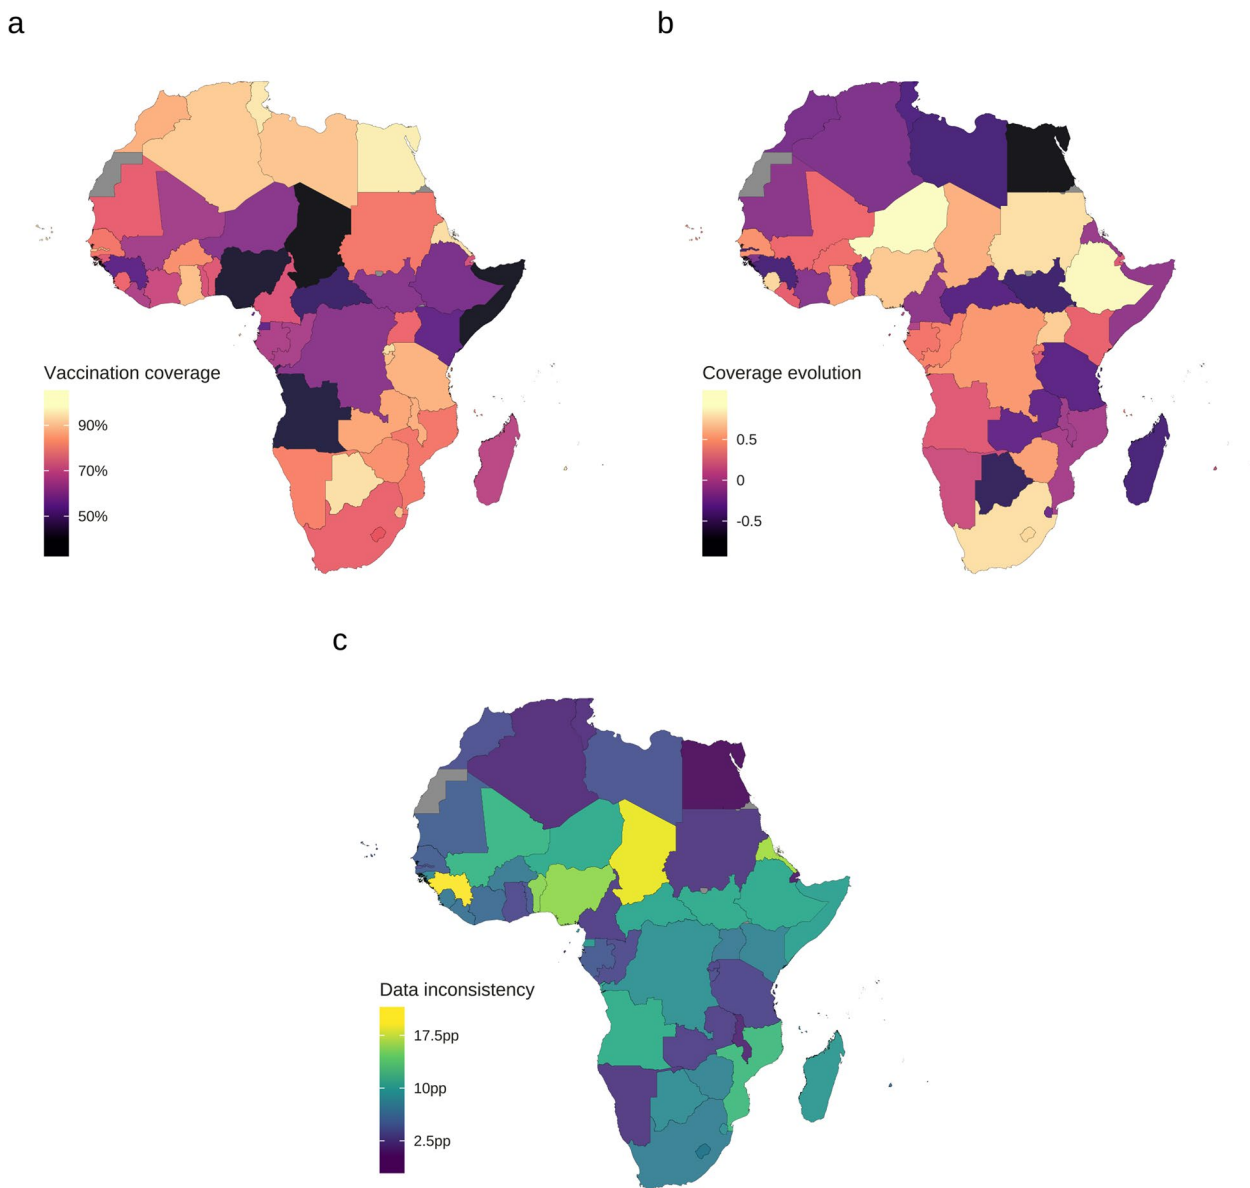 a
b
Vaccination coverage
90%
70%
50%
Coverage evolution
0.5
0
-0.5
c
Data inconsistency
17.5pp
10pp
2.5pp